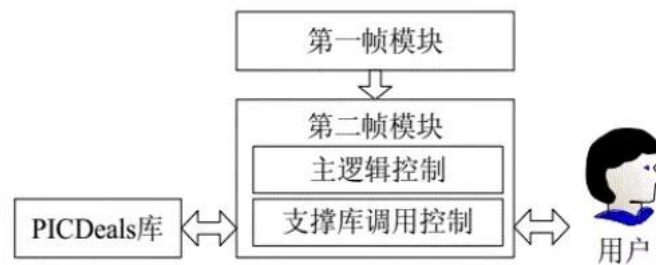 第一帧模块
第二帧模块
主逻辑控制
PICDeals库
支撑库调用控制
用户